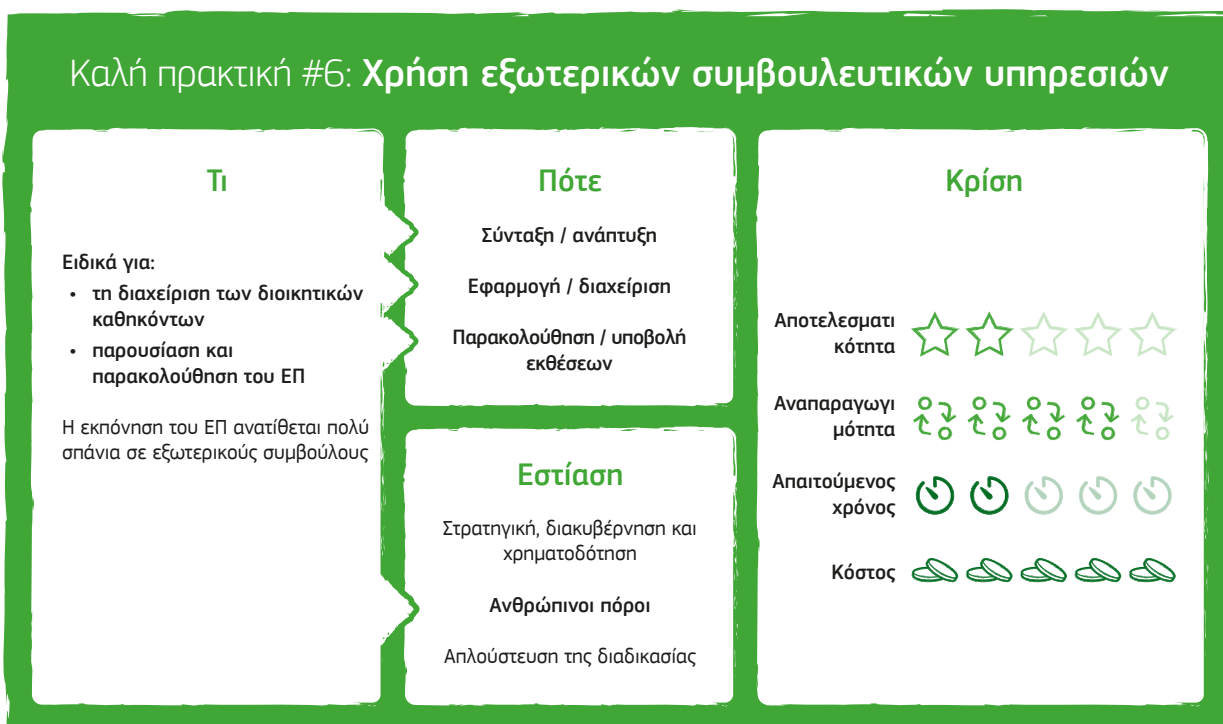 Καλή πρακτική #6: Χρήση εξωτερικών συμβουλευτικών υπηρεσιών
Τι
Ειδικά για:
• τη διαχείριση των διοικητικών
καθηκόντων
• παρουσίαση και
παρακολούθηση του ΕΠ
Η εκπόνηση του ΕΠ ανατίθεται πολύ
σπάνια σε εξωτερικούς συμβούλους
Πότε
Σύνταξη / ανάπτυξη
Εφαρμογή / διαχείριση
Παρακολούθηση / υποβολή
εκθέσεων
Εστίαση
Στρατηγική, διακυβέρνηση και
χρηματοδότηση
Ανθρώπινοι πόροι
Απλούστευση της διαδικασίας
Κρίση
Αποτελεσματι
κότητα
Αναπαραγωγι
μότητα
Απαιτούμενος
χρόνος
Κόστος